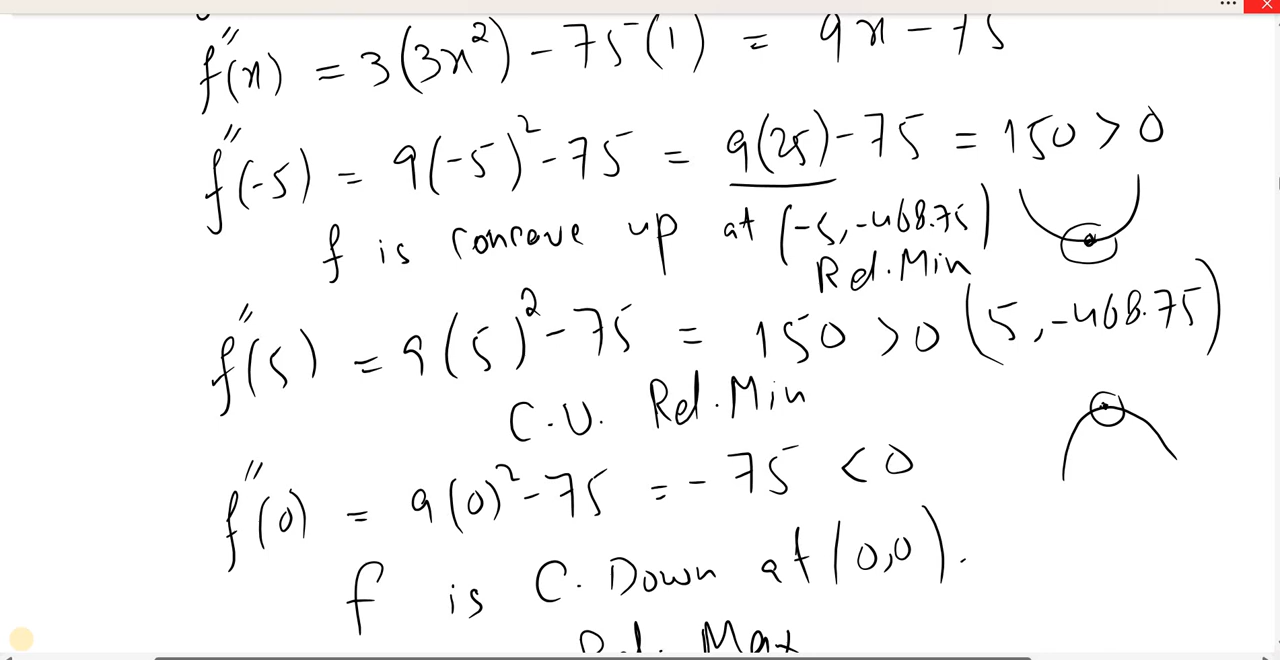 f''(x) = 3(3x²) - 75(1) = 9x - 75
f''(-5) = 9(-5)² - 75 = 9(25) - 75 = 150 > 0
f is concave up at (-5, -468.75)
Rel. Min
f''(5) = 9(5)² - 75 = 150 > 0 (5, -468.75)
C.U. Rel. Min
f''(0) = 9(0)² - 75 = -75 < 0
f is C. Down at (0,0).
Rel. Max